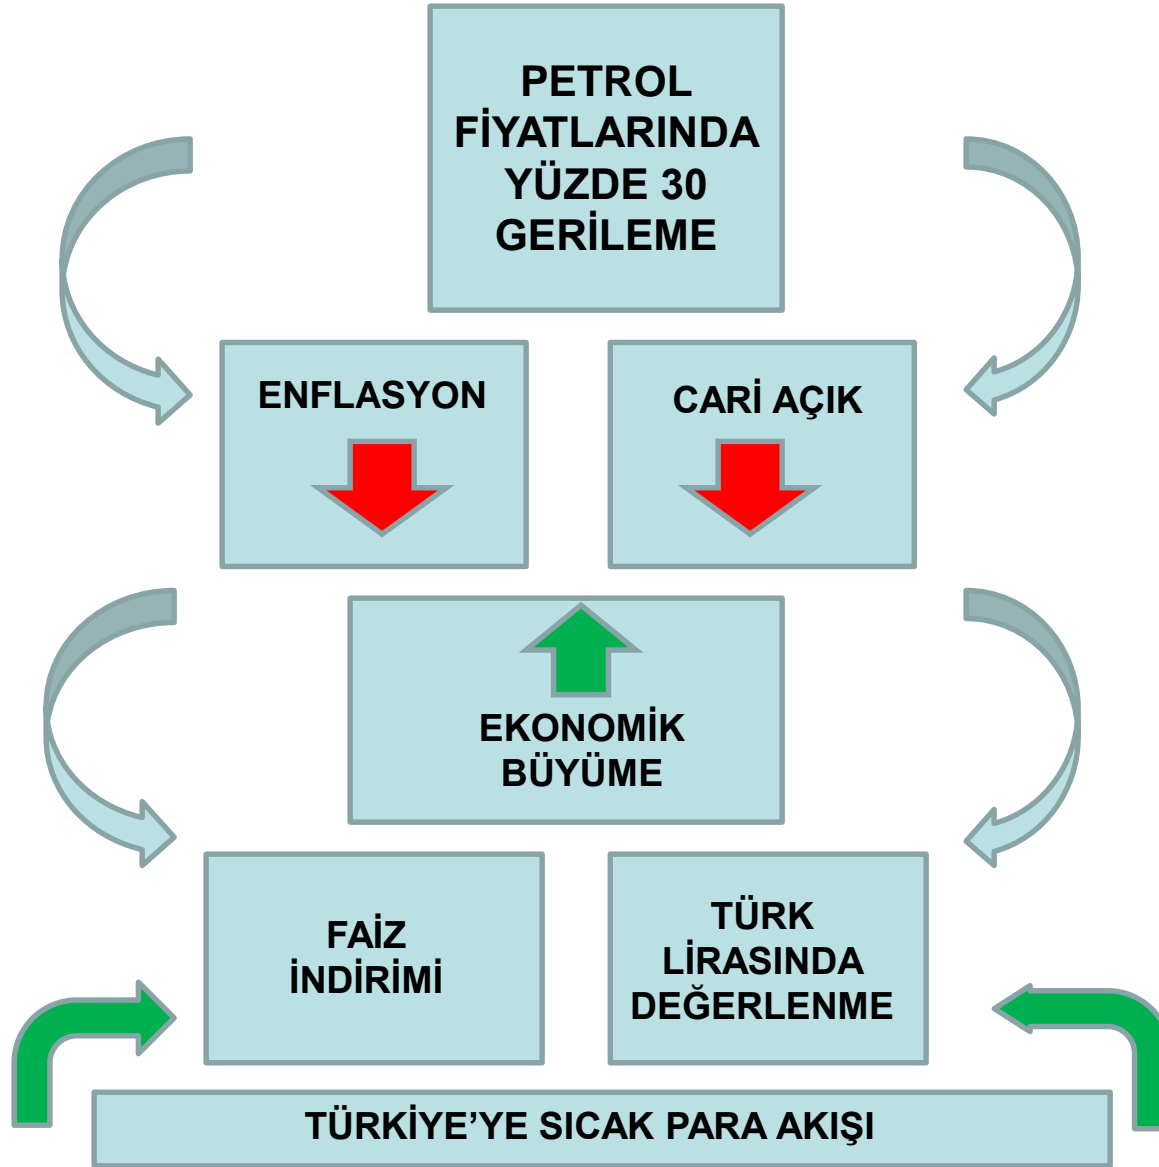 PETROL
FİYATLARINDA
YÜZDE 30
GERİLEME
ENFLASYON
CARİ AÇIK
EKONOMİK
BÜYÜME
FAİZ
İNDİRİMİ
TÜRK
LİRASINDA
DEĞERLENME
TÜRKİYE’YE SICAK PARA AKIŞI